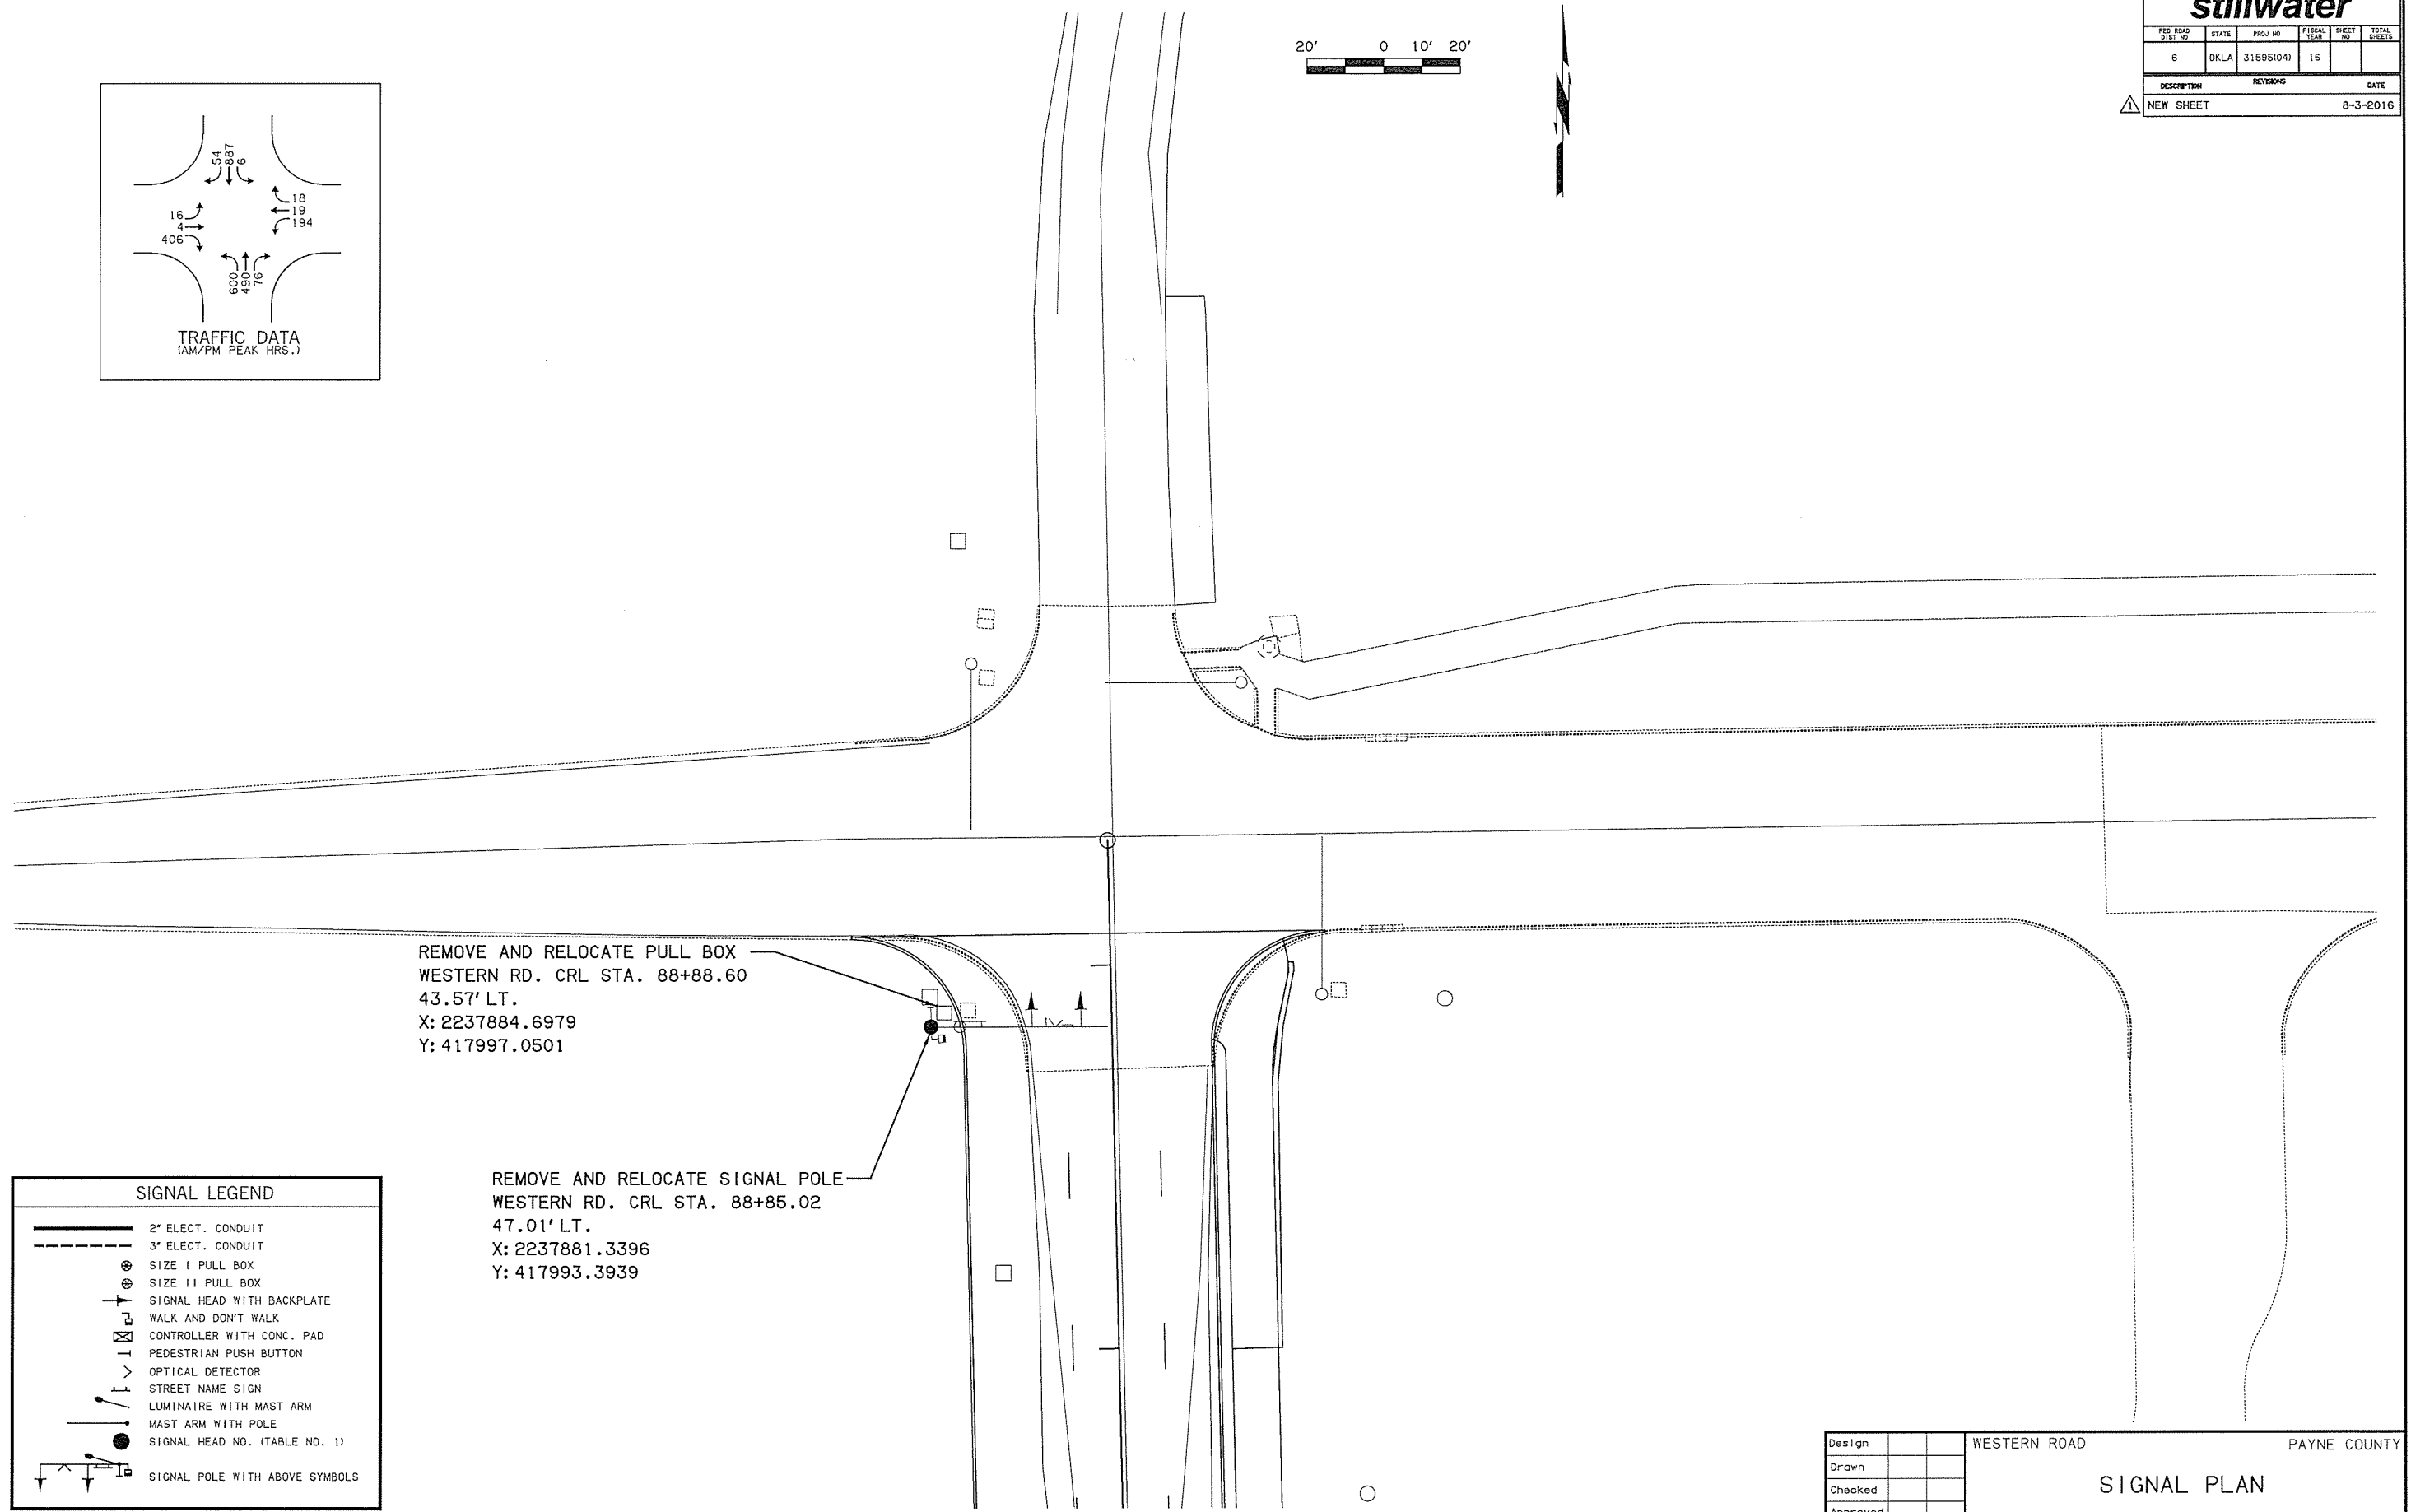 stillwater
FED ROAD DIST NO STATE PROJ NO FISCAL YEAR SHEET NO TOTAL SHEETS
6 OKLA 31595(04) 16
DESCRIPTION REVISIONS DATE
1 NEW SHEET 8-3-2016
20' 0 10' 20'
54
887
6
18
19
194
16
4
406
600
490
76
TRAFFIC DATA
(AM/PM PEAK HRS.)
REMOVE AND RELOCATE PULL BOX
WESTERN RD. CRL STA. 88+88.60
43.57' LT.
X: 2237884.6979
Y: 417997.0501
REMOVE AND RELOCATE SIGNAL POLE
WESTERN RD. CRL STA. 88+85.02
47.01' LT.
X: 2237881.3396
Y: 417993.3939
SIGNAL LEGEND
2" ELECT. CONDUIT
3" ELECT. CONDUIT
SIZE I PULL BOX
SIZE II PULL BOX
SIGNAL HEAD WITH BACKPLATE
WALK AND DON'T WALK
CONTROLLER WITH CONC. PAD
PEDESTRIAN PUSH BUTTON
OPTICAL DETECTOR
STREET NAME SIGN
LUMINAIRE WITH MAST ARM
MAST ARM WITH POLE
SIGNAL HEAD NO. (TABLE NO. 1)
SIGNAL POLE WITH ABOVE SYMBOLS
Design
Drawn
Checked
Approved
WESTERN ROAD PAYNE COUNTY
SIGNAL PLAN